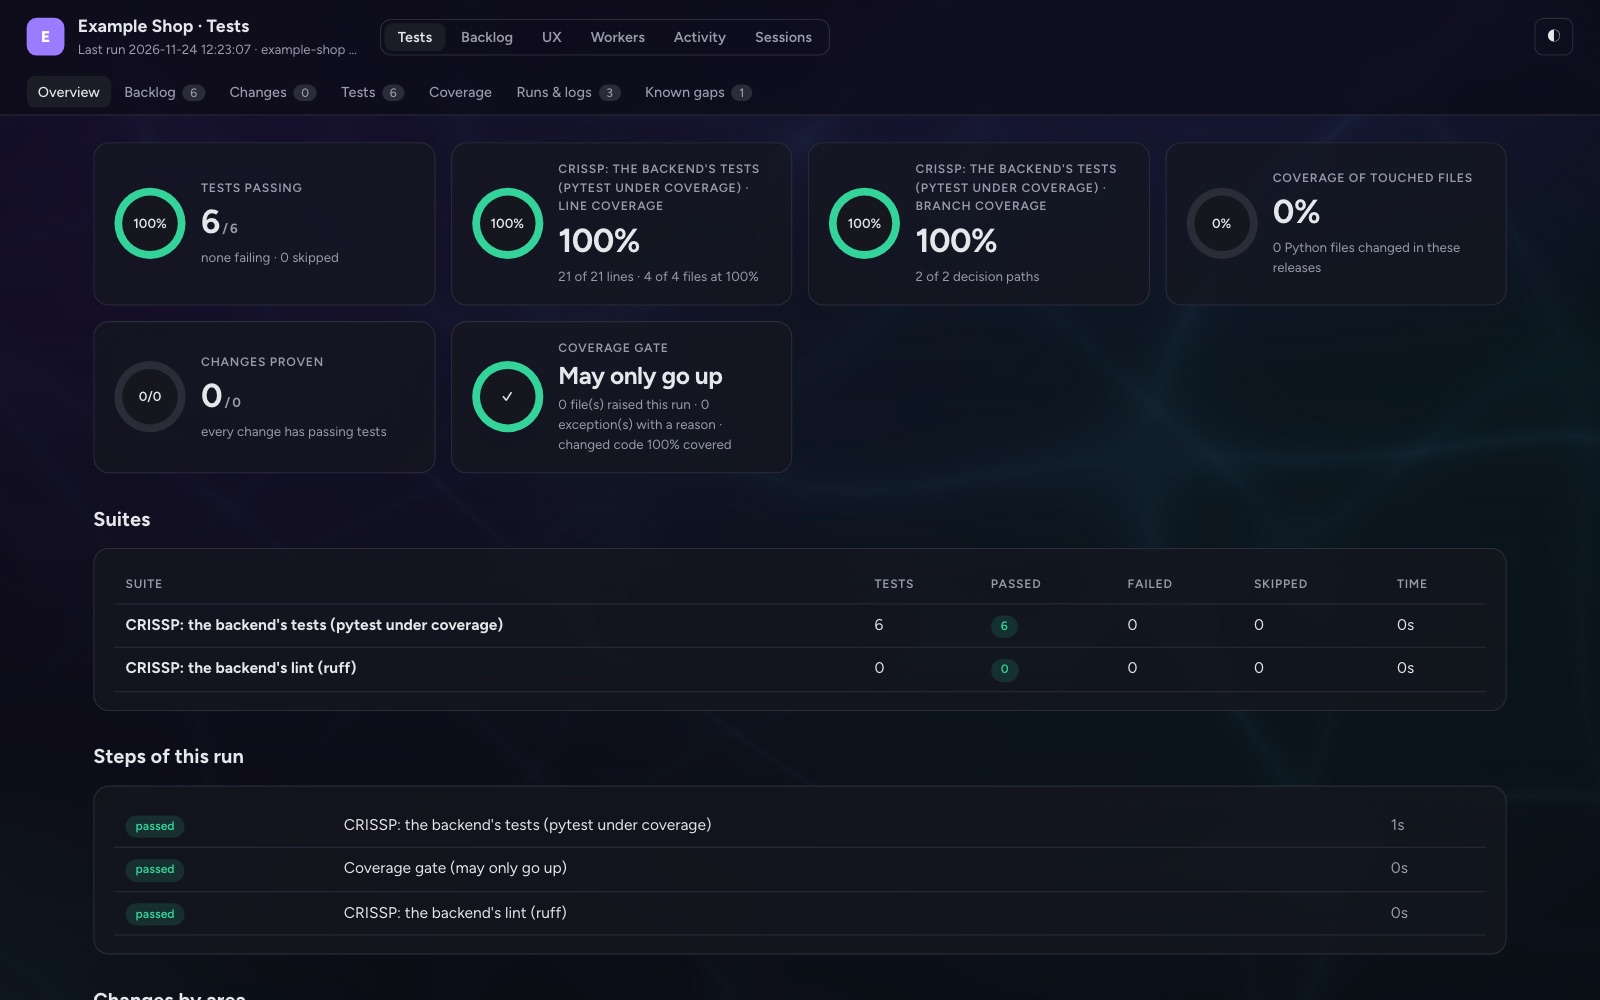 E
Example Shop · Tests
Last run 2026-11-24 12:23:07 · example-shop ...
Tests
Backlog
UX
Workers
Activity
Sessions
Overview
Backlog 6
Changes 0
Tests 6
Coverage
Runs & logs 3
Known gaps 1
100%
TESTS PASSING
6 / 6
none failing · 0 skipped
100%
CRISSP: THE BACKEND'S TESTS
(PYTEST UNDER COVERAGE) ·
LINE COVERAGE
100%
21 of 21 lines · 4 of 4 files at 100%
100%
CRISSP: THE BACKEND'S TESTS
(PYTEST UNDER COVERAGE) ·
BRANCH COVERAGE
100%
2 of 2 decision paths
0%
COVERAGE OF TOUCHED FILES
0%
0 Python files changed in these
releases
0/0
CHANGES PROVEN
0 / 0
every change has passing tests
✓
COVERAGE GATE
May only go up
0 file(s) raised this run · 0
exception(s) with a reason ·
changed code 100% covered
Suites
SUITE TESTS PASSED FAILED SKIPPED TIME
CRISSP: the backend's tests (pytest under coverage) 6 6 0 0 0s
CRISSP: the backend's lint (ruff) 0 0 0 0 0s
Steps of this run
passed CRISSP: the backend's tests (pytest under coverage) 1s
passed Coverage gate (may only go up) 0s
passed CRISSP: the backend's lint (ruff) 0s
Changes by area